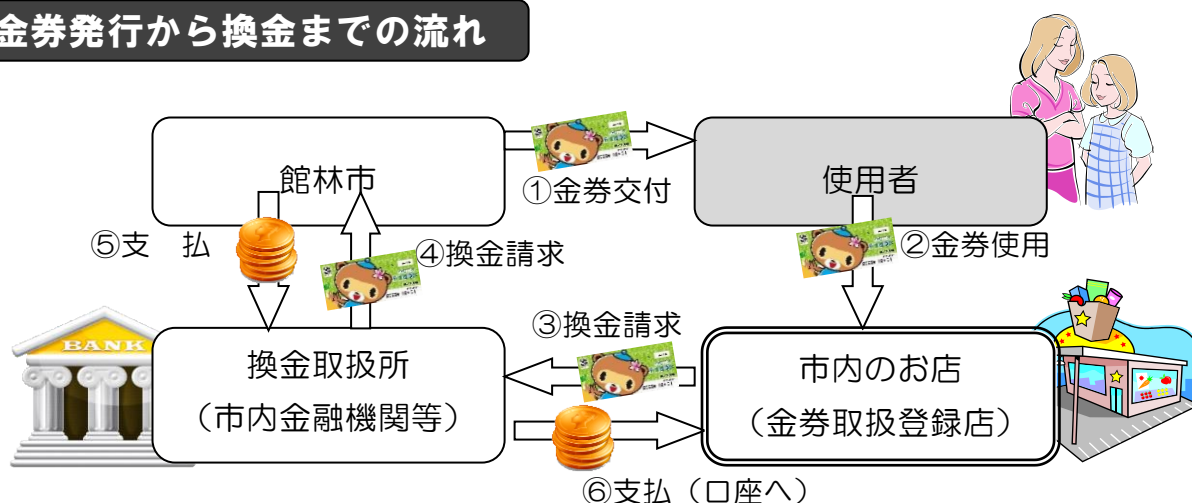 金券発行から換金までの流れ
館林市
①金券交付
使用者
⑤支　払
④換金請求
②金券使用
BANK
換金取扱所
（市内金融機関等）
③換金請求
市内のお店
（金券取扱登録店）
⑥支払（口座へ）